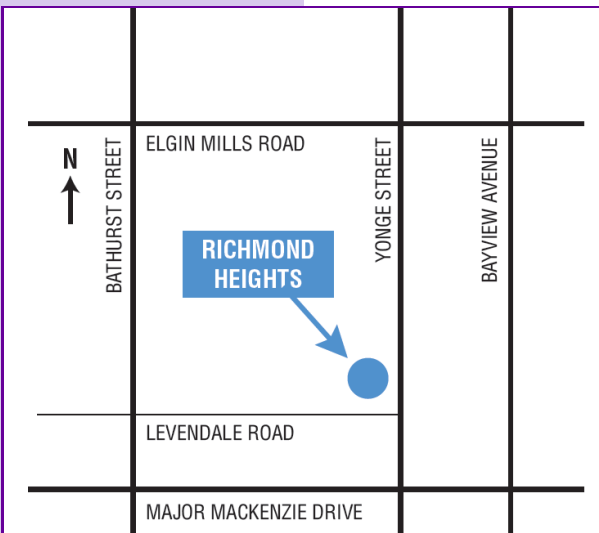 ELGIN MILLS ROAD
N
BATHURST STREET
YONGE STREET
BAYVIEW AVENUE
RICHMOND
HEIGHTS
LEVENDALE ROAD
MAJOR MACKENZIE DRIVE